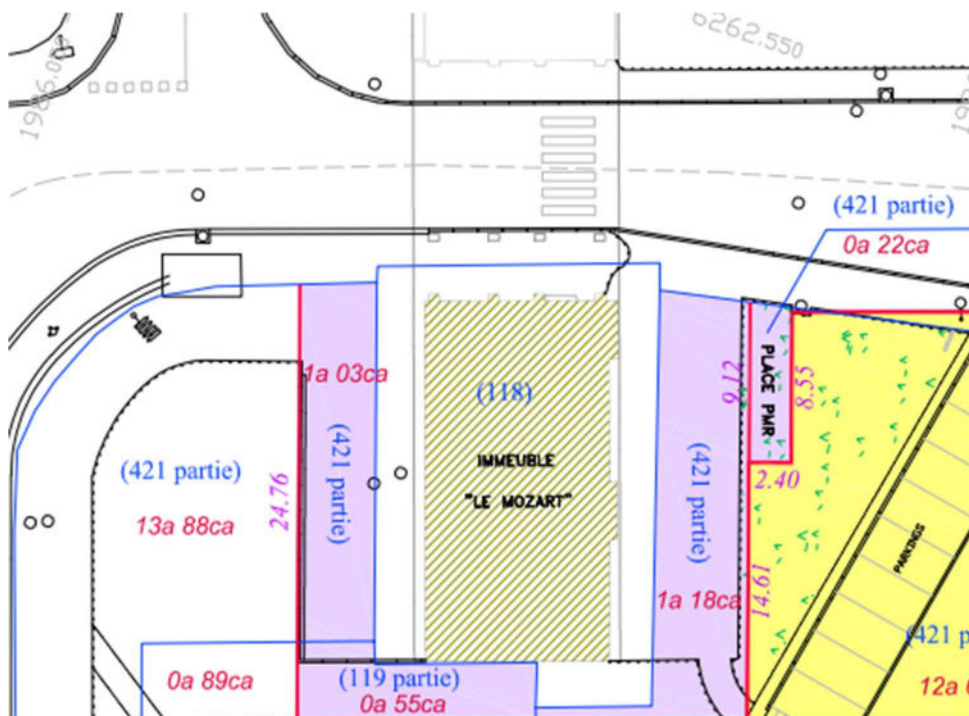 6262.550
(421 partie)
0a 22ca
1a 03ca
(118)
PLACE PMR
9.12
8.55
(421 partie)
13a 88ca
24.76
(421 partie)
IMMEUBLE
"LE MOZART"
(421 partie)
2.40
PARKINGS
14.61
1a 18ca
(421 p
0a 89ca
(119 partie)
0a 55ca
12a